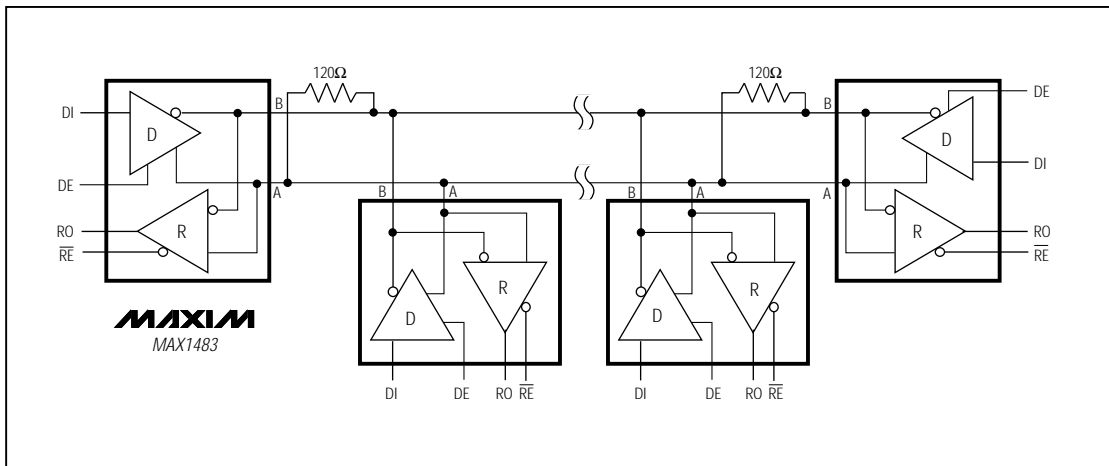 120Ω 120Ω
DI D B B D DE
DE A B A B A A DI
RO R R RO
RE RE
D R D R
MAXIM
MAX1483
DI DE RO RE DI DE RO RE